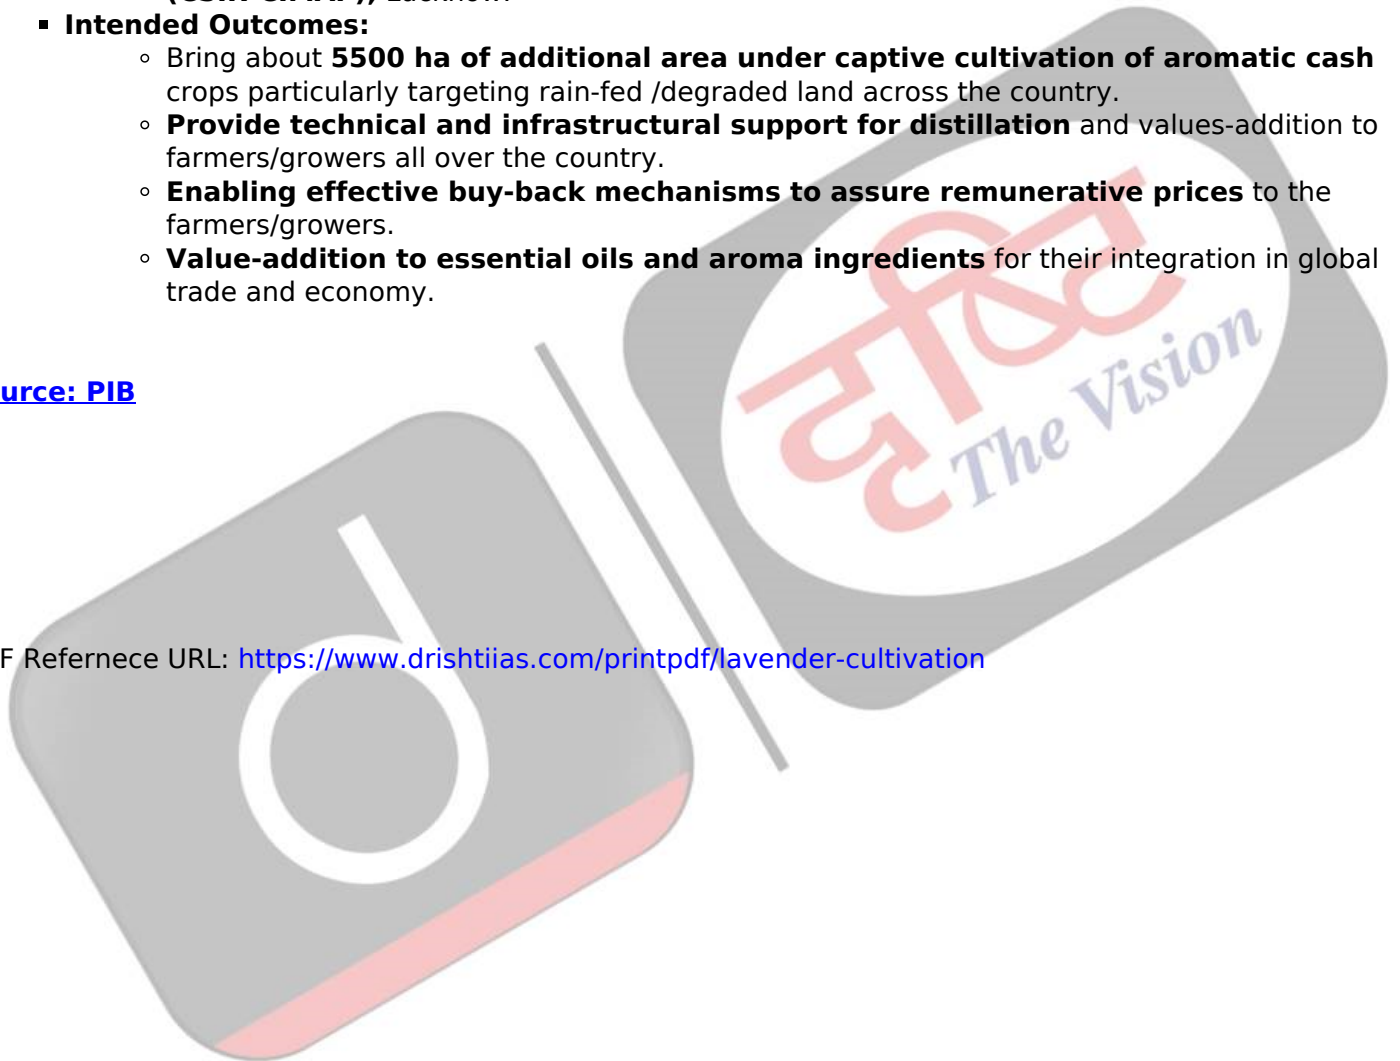 Intended Outcomes:
Bring about 5500 ha of additional area under captive cultivation of aromatic cash
crops particularly targeting rain-fed /degraded land across the country.
Provide technical and infrastructural support for distillation and values-addition to
farmers/growers all over the country.
Enabling effective buy-back mechanisms to assure remunerative prices to the
farmers/growers.
Value-addition to essential oils and aroma ingredients for their integration in global
trade and economy.
दृष्टि
The Vision
urce: PIB
d
F Refernece URL: https://www.drishtiias.com/printpdf/lavender-cultivation